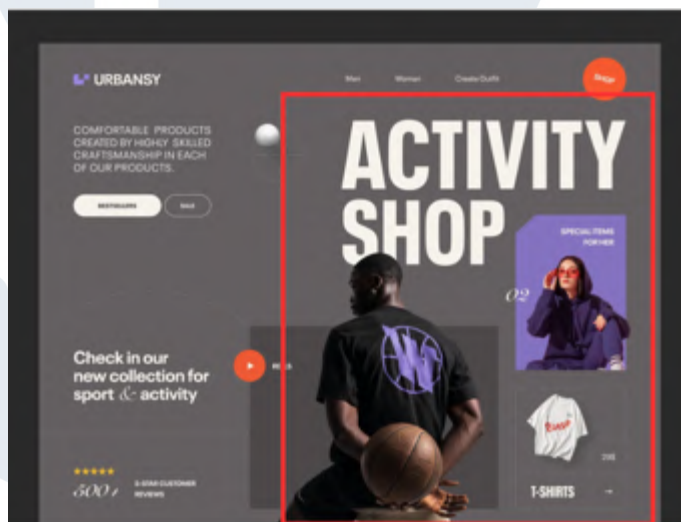 URBANSY
Men
Woman
Create Outfit
SHOP
COMFORTABLE PRODUCTS
CREATED BY HIGHLY SKILLED
CRAFTSMANSHIP IN EACH
OF OUR PRODUCTS.
BESTSELLERS
SALE
ACTIVITY
SHOP
SPECIAL ITEMS
FOR HER
02
Check in our
new collection for
sport & activity
500+
5-STAR CUSTOMER
REVIEWS
T-SHIRTS
→